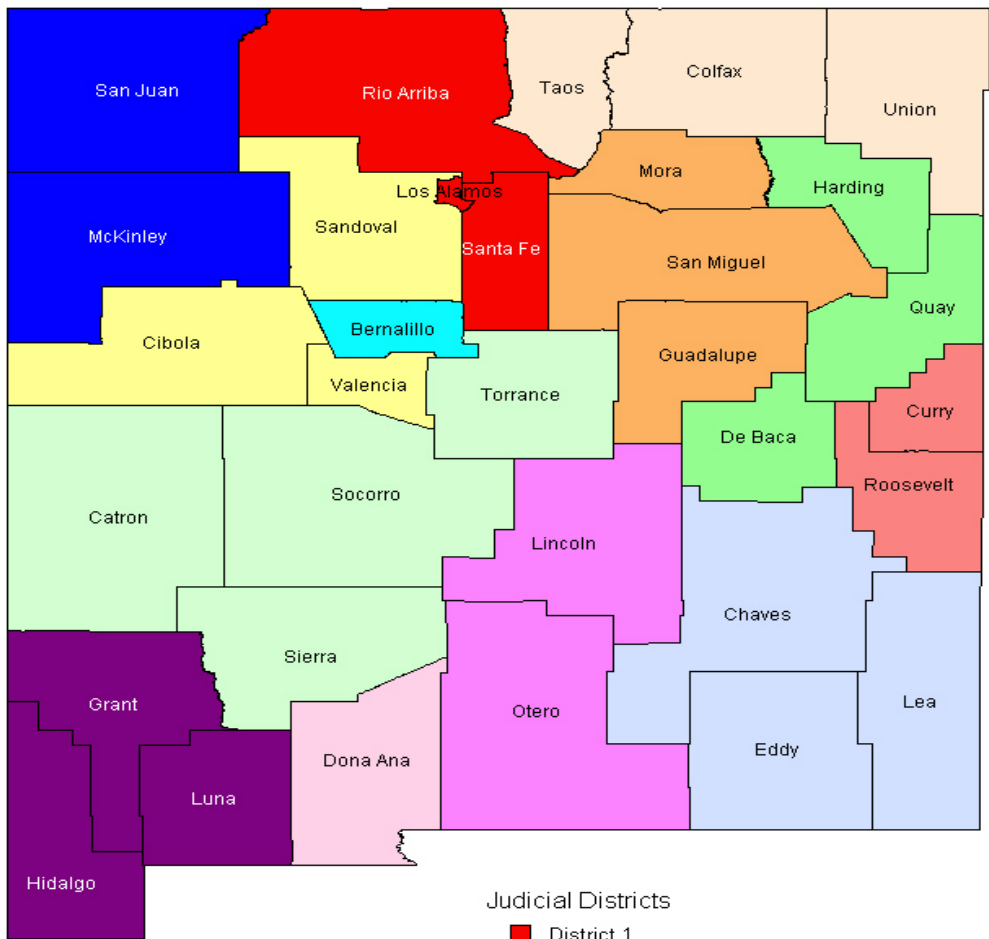 San Juan
Rio Arriba
Taos
Colfax
Union
Mora
Harding
Los Alamos
McKinley
Sandoval
Santa Fe
San Miguel
Quay
Bernalillo
Cibola
Guadalupe
Valencia
Torrance
Curry
De Baca
Roosevelt
Socorro
Catron
Lincoln
Chaves
Sierra
Grant
Otero
Lea
Dona Ana
Eddy
Luna
Hidalgo
Judicial Districts
District 1